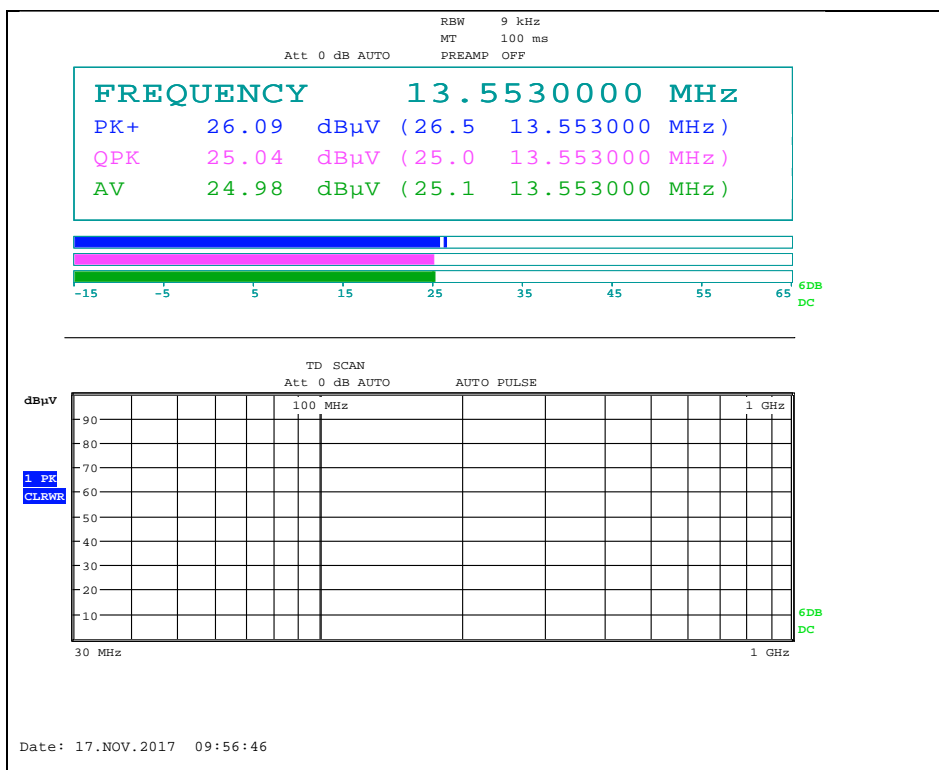 RBW 9 kHz
MT 100 ms
Att 0 dB AUTO PREAMP OFF
FREQUENCY 13.5530000 MHz
PK+ 26.09 dBµV (26.5 13.553000 MHz)
QPK 25.04 dBµV (25.0 13.553000 MHz)
AV 24.98 dBµV (25.1 13.553000 MHz)
-15 -5 5 15 25 35 45 55 65
6DB
DC
TD SCAN
Att 0 dB AUTO AUTO PULSE
dBµV
100 MHz 1 GHz
90
80
70
1 PK
CLRWR
60
50
40
30
20
10
6DB
DC
30 MHz 1 GHz
Date: 17.NOV.2017 09:56:46